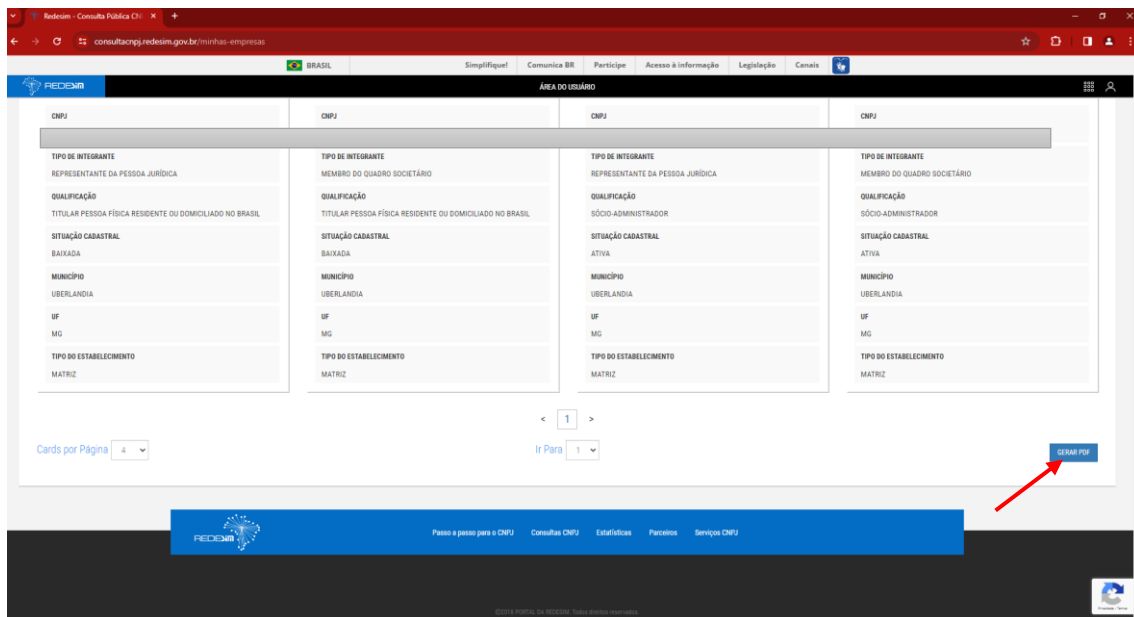 Redesim - Consulta Pública CN
consultacnpj.redesim.gov.br/minhas-empresas
BRASIL Simplifique! Comunica BR Participe Acesso à informação Legislação Canais
REDESIM ÁREA DO USUÁRIO
CNPJ CNPJ CNPJ CNPJ
TIPO DE INTEGRANTE TIPO DE INTEGRANTE TIPO DE INTEGRANTE TIPO DE INTEGRANTE
REPRESENTANTE DA PESSOA JURÍDICA MEMBRO DO QUADRO SOCIETÁRIO REPRESENTANTE DA PESSOA JURÍDICA MEMBRO DO QUADRO SOCIETÁRIO
QUALIFICAÇÃO QUALIFICAÇÃO QUALIFICAÇÃO QUALIFICAÇÃO
TITULAR PESSOA FÍSICA RESIDENTE OU DOMICILIADO NO BRASIL TITULAR PESSOA FÍSICA RESIDENTE OU DOMICILIADO NO BRASIL SÓCIO-ADMINISTRADOR SÓCIO-ADMINISTRADOR
SITUAÇÃO CADASTRAL SITUAÇÃO CADASTRAL SITUAÇÃO CADASTRAL SITUAÇÃO CADASTRAL
BAIXADA BAIXADA ATIVA ATIVA
MUNICÍPIO MUNICÍPIO MUNICÍPIO MUNICÍPIO
UBERLANDIA UBERLANDIA UBERLANDIA UBERLANDIA
UF UF UF UF
MG MG MG MG
TIPO DO ESTABELECIMENTO TIPO DO ESTABELECIMENTO TIPO DO ESTABELECIMENTO TIPO DO ESTABELECIMENTO
MATRIZ MATRIZ MATRIZ MATRIZ
< 1 >
Cards por Página 4 Ir Para 1 GERAR PDF
REDESIM Passo a passo para o CNPJ Consultas CNPJ Estatísticas Parceiros Serviços CNPJ
PORTAL DA REDESIM. Todos direitos reservados.